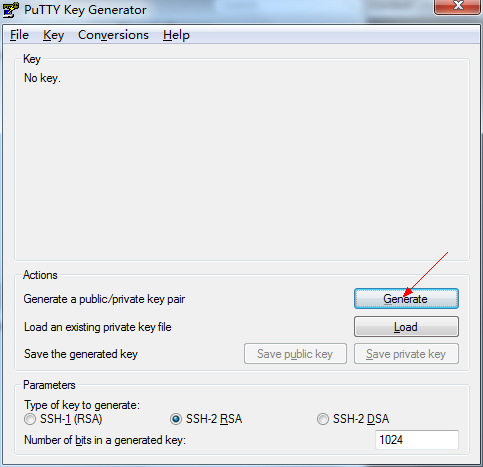 PuTTY Key Generator
File Key Conversions Help
Key
No key.
Actions
Generate a public/private key pair
Generate
Load an existing private key file
Load
Save the generated key
Save public key
Save private key
Parameters
Type of key to generate:
SSH-1 (RSA)
SSH-2 RSA
SSH-2 DSA
Number of bits in a generated key:
1024